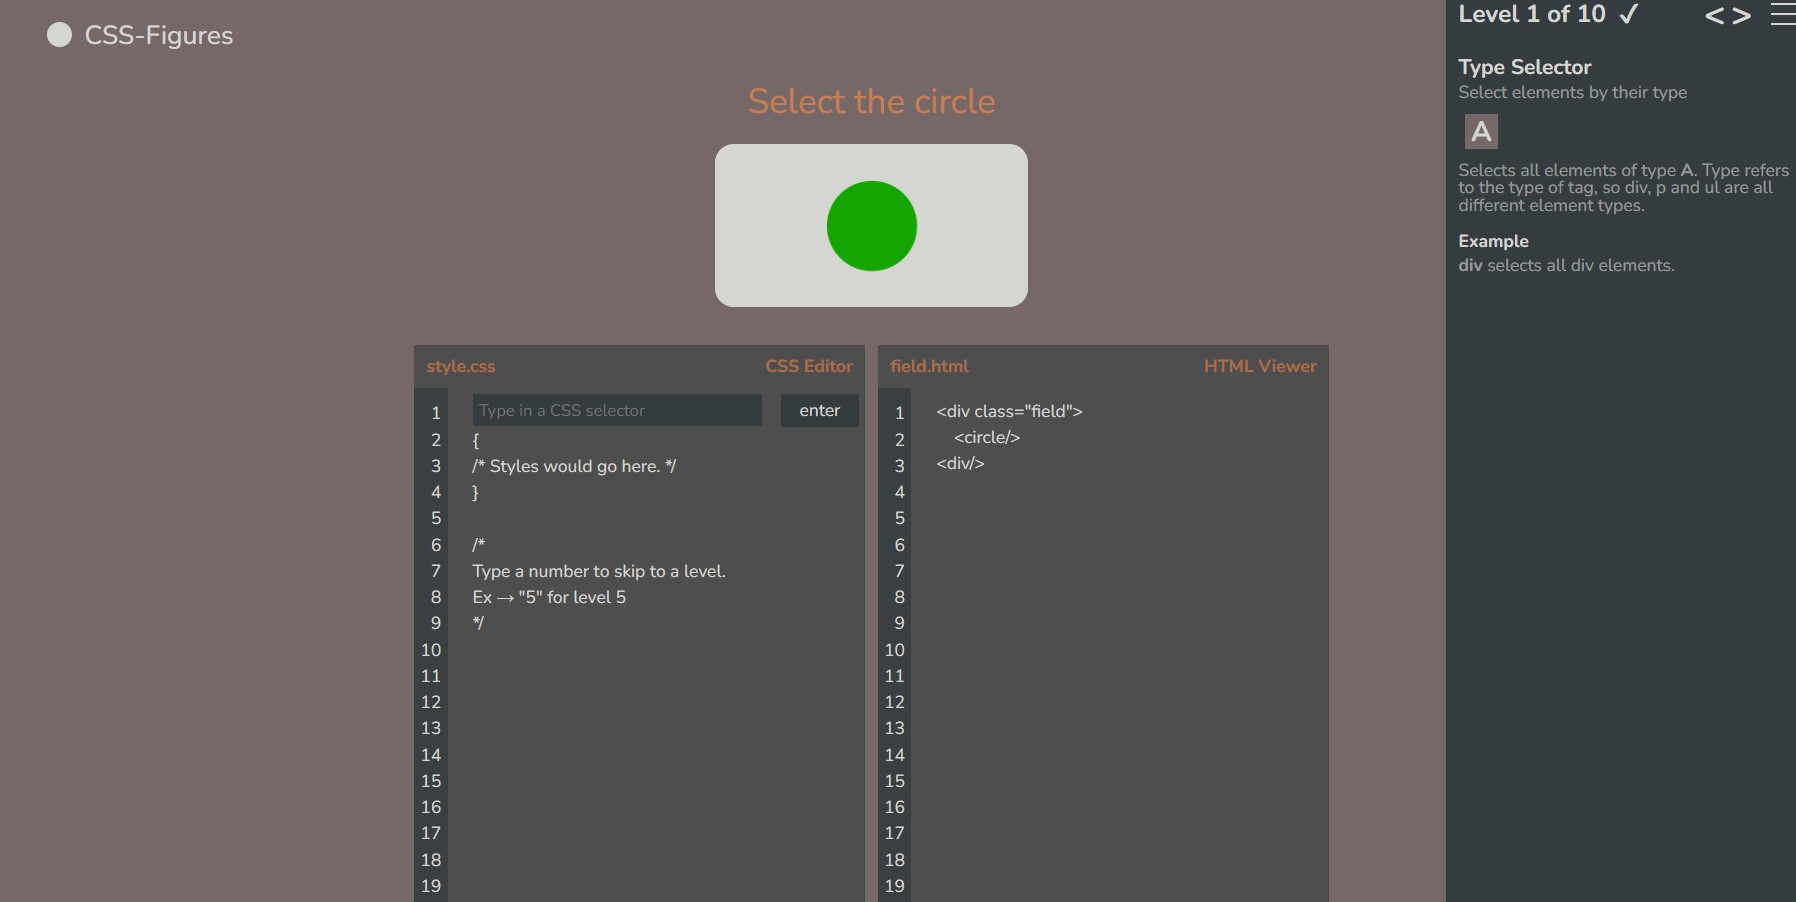 CSS-Figures
Select the circle
style.css CSS Editor
1 Type in a CSS selector enter
2 {
3 /* Styles would go here. */
4 }
5
6 /*
7 Type a number to skip to a level.
8 Ex → "5" for level 5
9 */
10
11
12
13
14
15
16
17
18
19
field.html HTML Viewer
1 <div class="field">
2 <circle/>
3 <div/>
4
5
6
7
8
9
10
11
12
13
14
15
16
17
18
19
Level 1 of 10 ✓ < >
Type Selector
Select elements by their type
A
Selects all elements of type A. Type refers
to the type of tag, so div, p and ul are all
different element types.
Example
div selects all div elements.